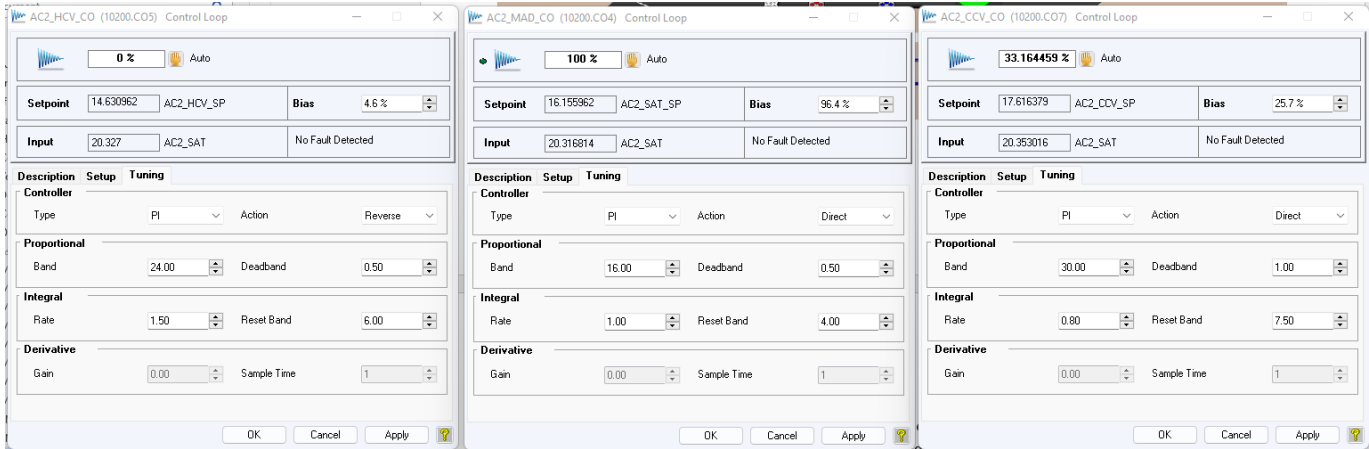 AC2_HCV_CO (10200.CO5) Control Loop
0 %
Auto
Setpoint
14.630962
AC2_HCV_SP
Bias
4.6 %
Input
20.327
AC2_SAT
No Fault Detected
Description Setup Tuning
Controller
Type
PI
Action
Reverse
Proportional
Band
24.00
Deadband
0.50
Integral
Rate
1.50
Reset Band
6.00
Derivative
Gain
0.00
Sample Time
1
OK
Cancel
Apply
AC2_MAD_CO (10200.CO4) Control Loop
100 %
Auto
Setpoint
16.155962
AC2_SAT_SP
Bias
96.4 %
Input
20.316814
AC2_SAT
No Fault Detected
Description Setup Tuning
Controller
Type
PI
Action
Direct
Proportional
Band
16.00
Deadband
0.50
Integral
Rate
1.00
Reset Band
4.00
Derivative
Gain
0.00
Sample Time
1
OK
Cancel
Apply
AC2_CCV_CO (10200.CO7) Control Loop
33.164459 %
Auto
Setpoint
17.616379
AC2_CCV_SP
Bias
25.7 %
Input
20.353016
AC2_SAT
No Fault Detected
Description Setup Tuning
Controller
Type
PI
Action
Direct
Proportional
Band
30.00
Deadband
1.00
Integral
Rate
0.80
Reset Band
7.50
Derivative
Gain
0.00
Sample Time
1
OK
Cancel
Apply